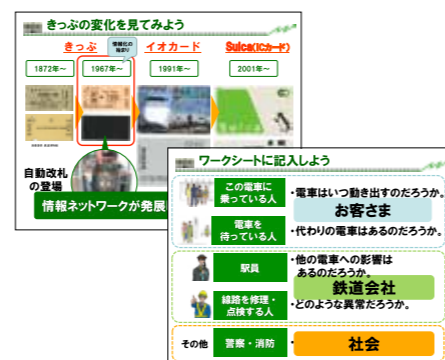 きっぷの変化を見てみよう
きっぷ
情報化の
始まり
イオカード
Suica(ICカード)
1872年~
1967年~
1991年~
2001年~
自動改札
の登場
情報ネットワークが発展
ワークシートに記入しよう
この電車に
乗っている人
・電車はいつ動き出すのだろうか。
お客さま
電車を
待っている人
・代わりの電車はあるのだろうか。
駅員
・他の電車への影響は
あるのだろうか。
鉄道会社
線路を修理・
点検する人
・どのような異常だろうか。
その他
警察・消防
・
社会